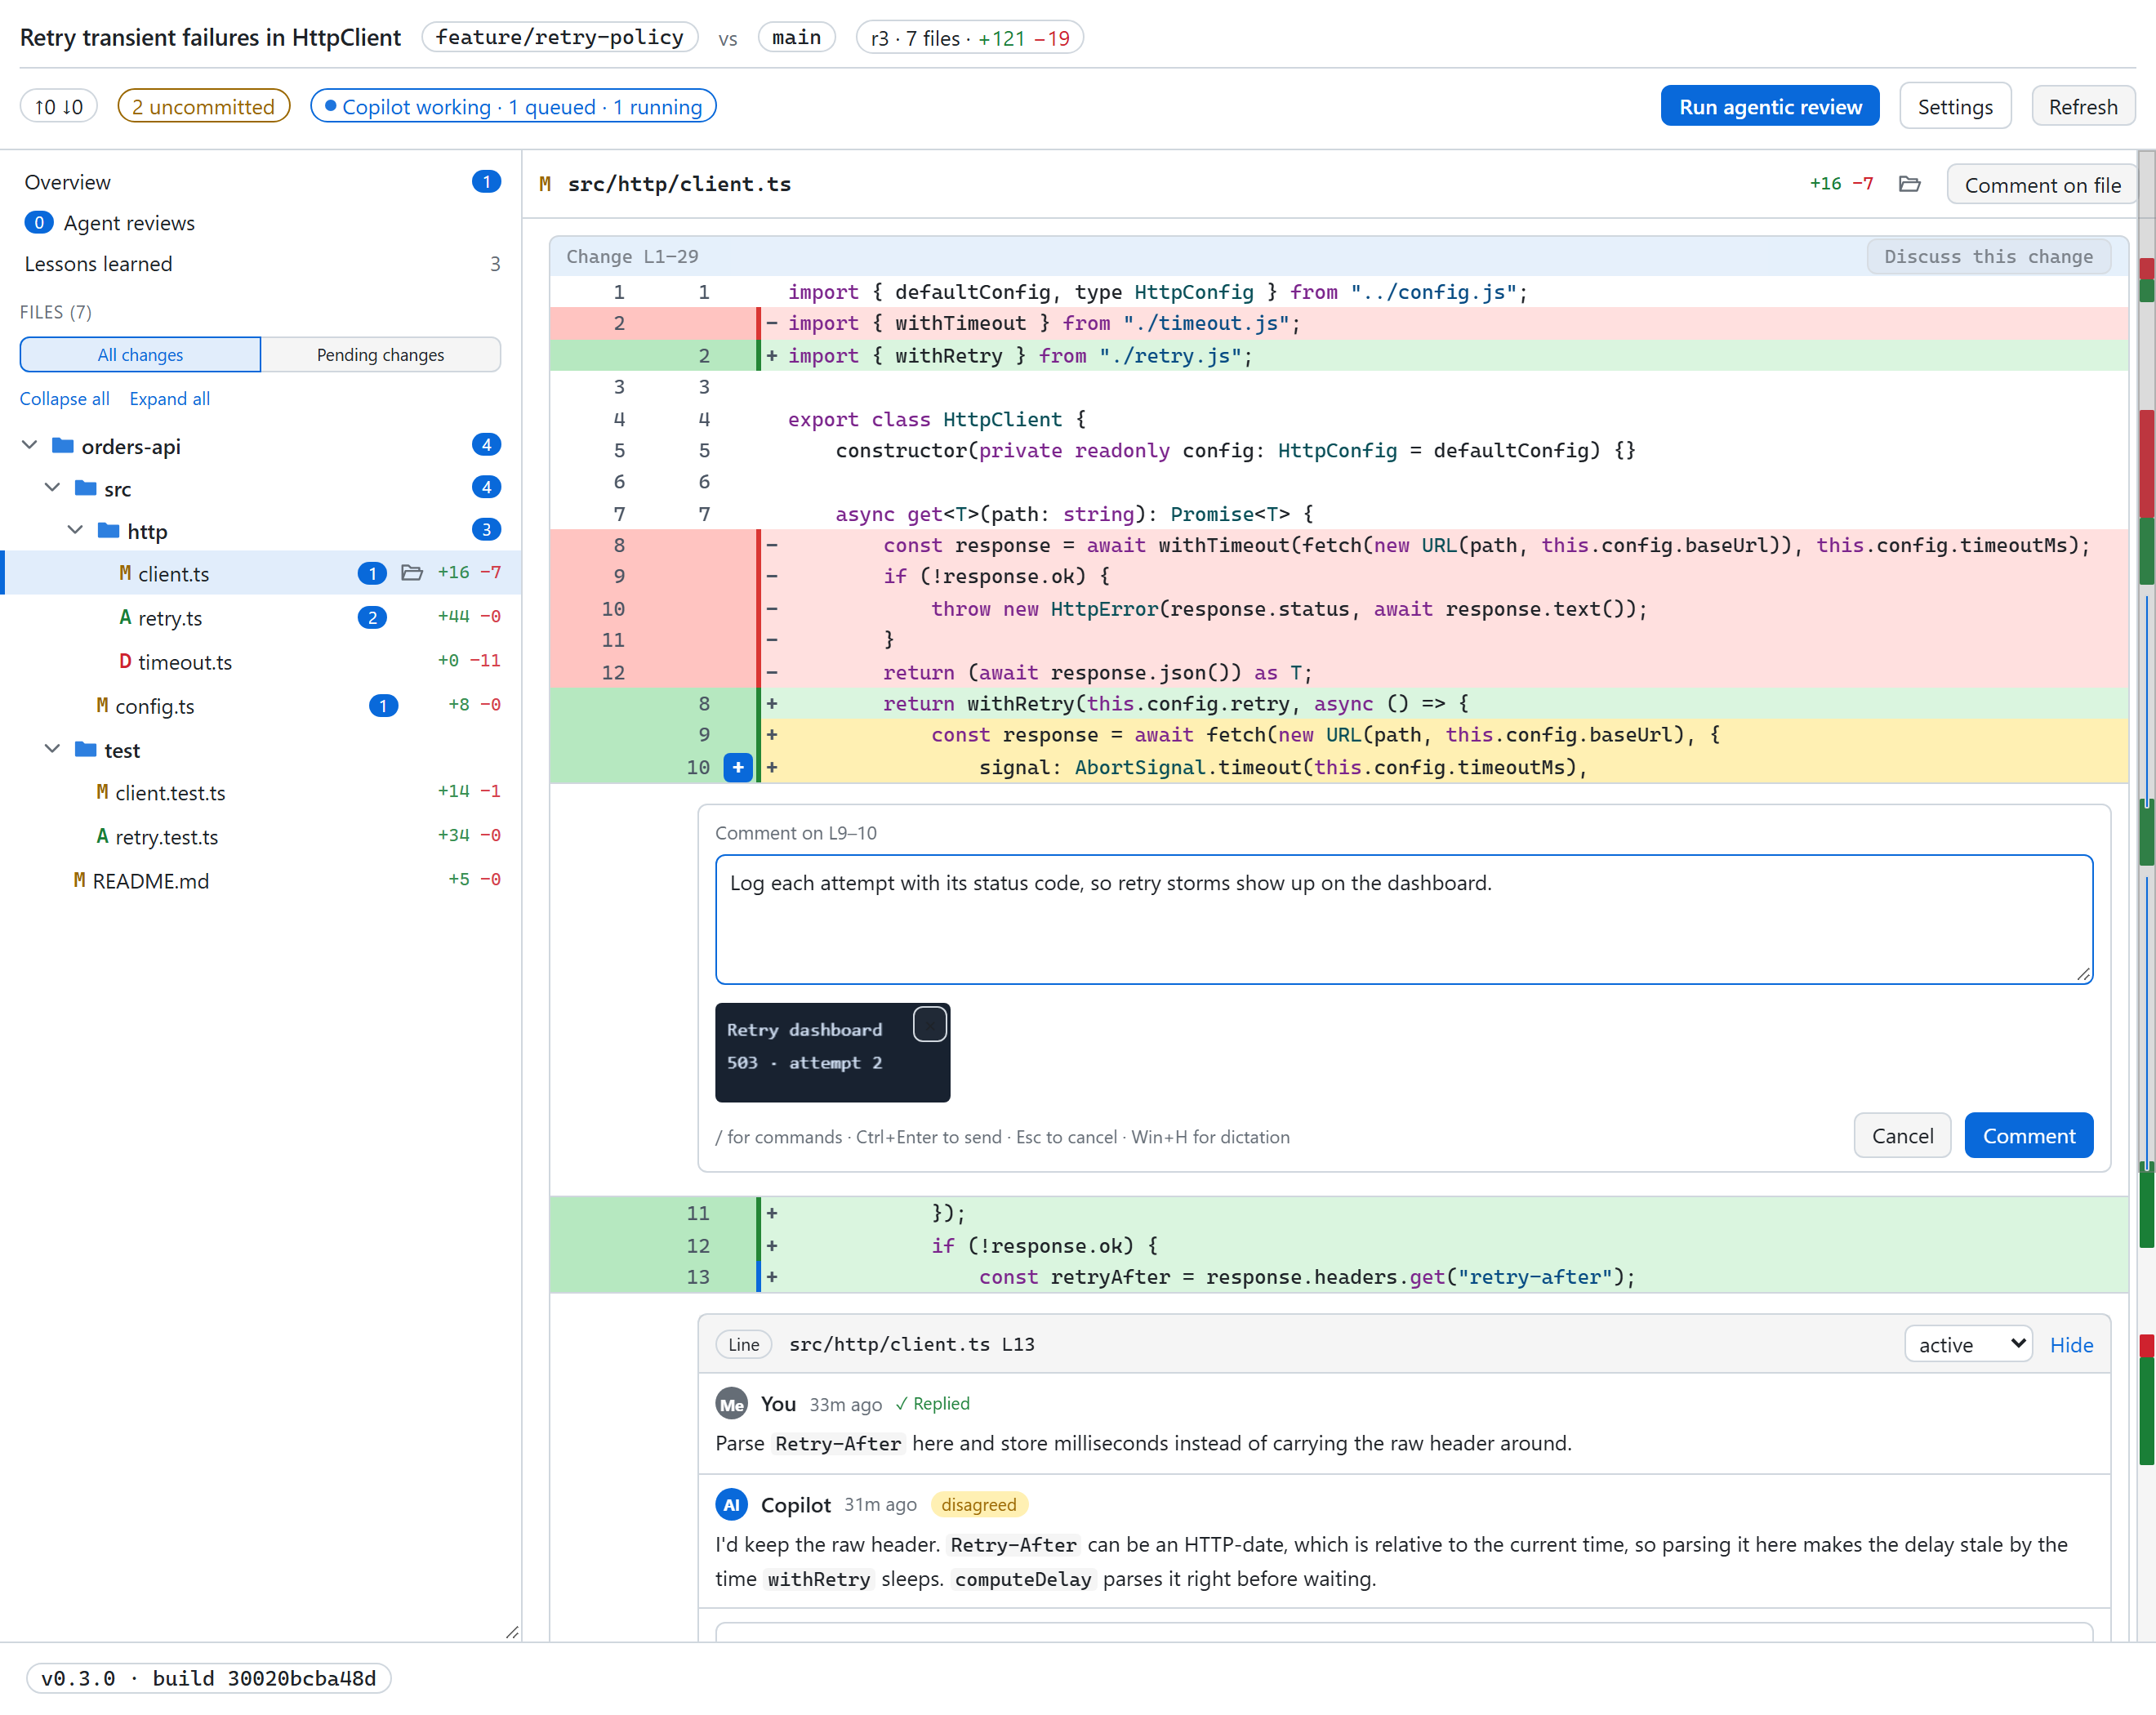 Retry transient failures in HttpClient feature/retry-policy vs main r3 · 7 files · +121 −19
↑0 ↓0 2 uncommitted Copilot working · 1 queued · 1 running Run agentic review Settings Refresh
Overview 1
0 Agent reviews
Lessons learned 3
FILES (7)
All changes Pending changes
Collapse all Expand all
orders-api 4
src 4
http 3
M client.ts 1 +16 −7
A retry.ts 2 +44 −0
D timeout.ts +0 −11
M config.ts 1 +8 −0
test
M client.test.ts +14 −1
A retry.test.ts +34 −0
M README.md +5 −0
M src/http/client.ts +16 −7 Comment on file
Change L1–29 Discuss this change
1 1 import { defaultConfig, type HttpConfig } from "../config.js";
2 − import { withTimeout } from "./timeout.js";
2 + import { withRetry } from "./retry.js";
3 3
4 4 export class HttpClient {
5 5 constructor(private readonly config: HttpConfig = defaultConfig) {}
6 6
7 7 async get<T>(path: string): Promise<T> {
8 − const response = await withTimeout(fetch(new URL(path, this.config.baseUrl)), this.config.timeoutMs);
9 − if (!response.ok) {
10 − throw new HttpError(response.status, await response.text());
11 − }
12 − return (await response.json()) as T;
8 + return withRetry(this.config.retry, async () => {
9 + const response = await fetch(new URL(path, this.config.baseUrl), {
10 + + signal: AbortSignal.timeout(this.config.timeoutMs),
Comment on L9–10
Log each attempt with its status code, so retry storms show up on the dashboard.
Retry dashboard
503 · attempt 2
/ for commands · Ctrl+Enter to send · Esc to cancel · Win+H for dictation Cancel Comment
11 + });
12 + if (!response.ok) {
13 + const retryAfter = response.headers.get("retry-after");
Line src/http/client.ts L13 active Hide
Me You 33m ago ✓ Replied
Parse Retry-After here and store milliseconds instead of carrying the raw header around.
AI Copilot 31m ago disagreed
I'd keep the raw header. Retry-After can be an HTTP-date, which is relative to the current time, so parsing it here makes the delay stale by the
time withRetry sleeps. computeDelay parses it right before waiting.
v0.3.0 · build 30020bcba48d